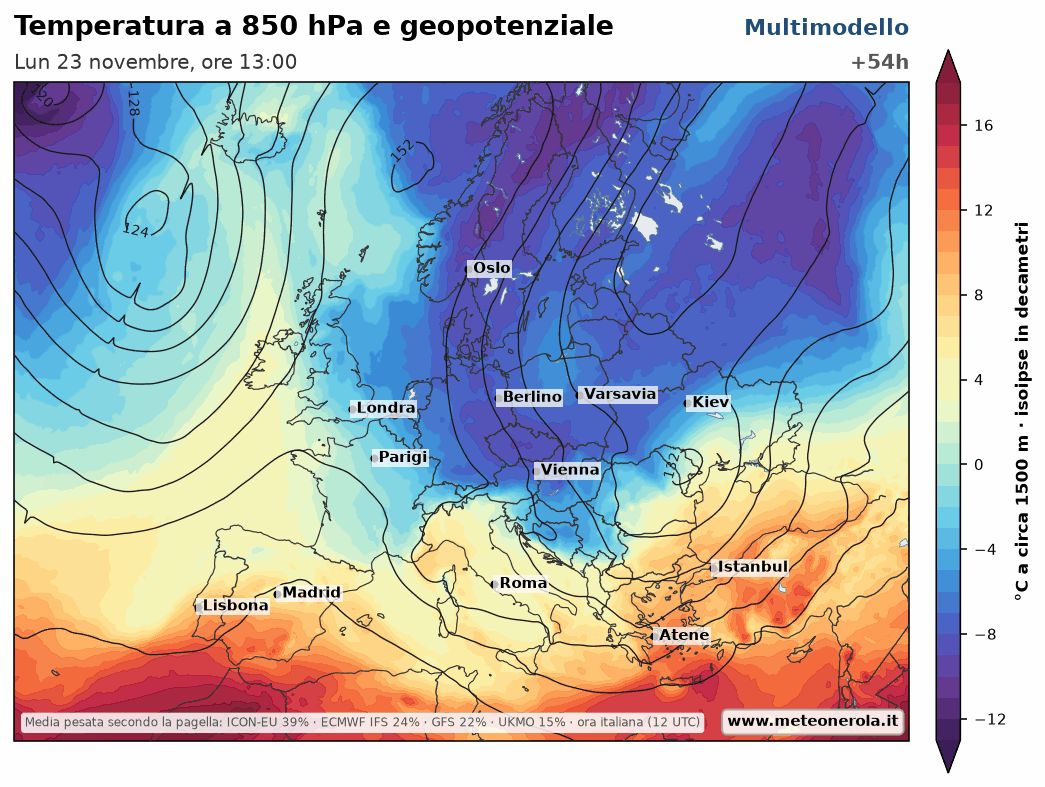 Temperatura a 850 hPa e geopotenziale
Multimodello
Lun 23 novembre, ore 13:00
+54h
120
128
152
124
132
Oslo
Berlino
Varsavia
Kiev
Londra
Parigi
Vienna
Istanbul
Roma
Madrid
Lisbona
Atene
16
12
8
4
0
−4
−8
−12
°C a circa 1500 m · isoipse in decametri
Media pesata secondo la pagella: ICON-EU 39% · ECMWF IFS 24% · GFS 22% · UKMO 15% · ora italiana (12 UTC)
www.meteonerola.it